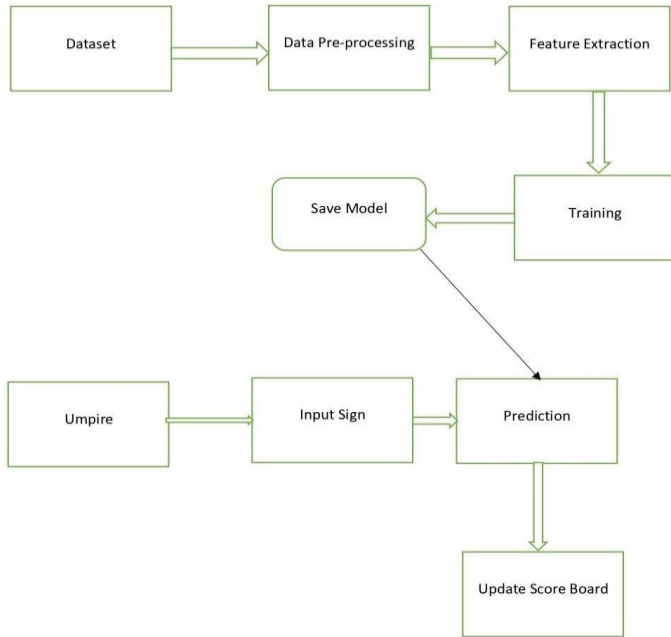 Dataset
Data Pre-processing
Feature Extraction
Save Model
Training
Umpire
Input Sign
Prediction
Update Score Board